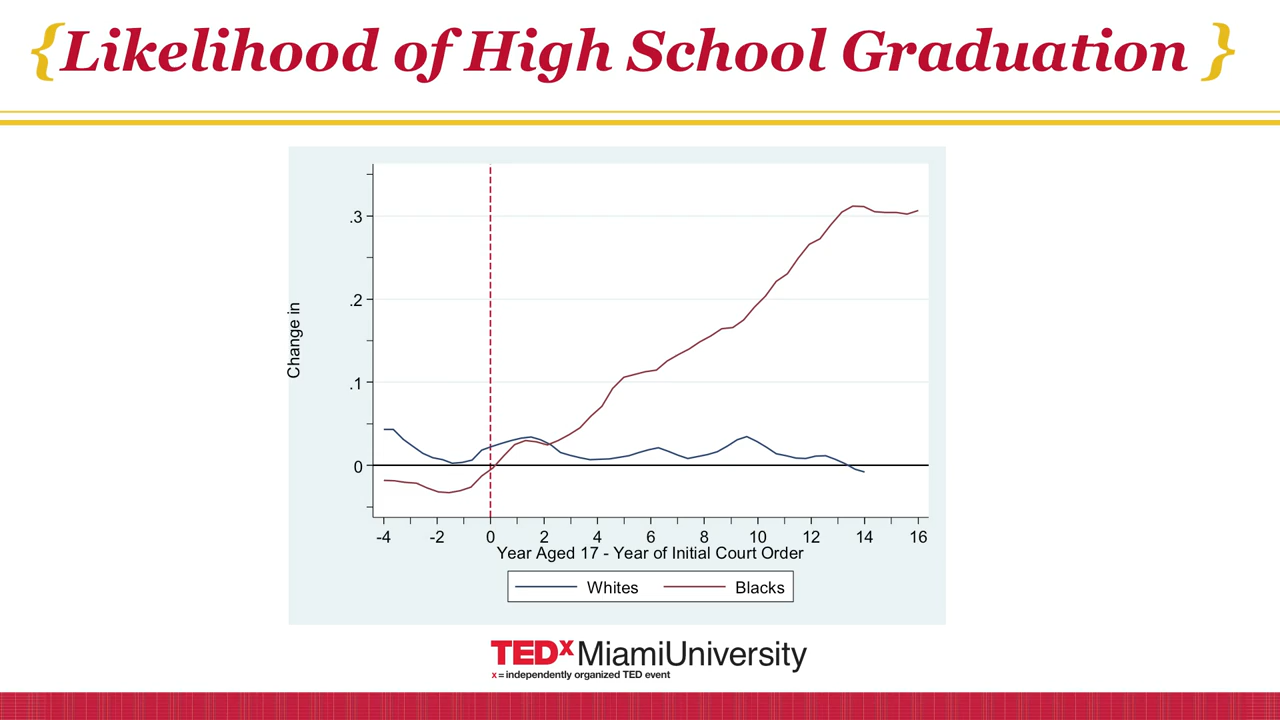 {Likelihood of High School Graduation }
Change in
.3
.2
.1
0
-4 -2 0 2 4 6 8 10 12 14 16
Year Aged 17 - Year of Initial Court Order
Whites Blacks
TEDx MiamiUniversity
x = independently organized TED event